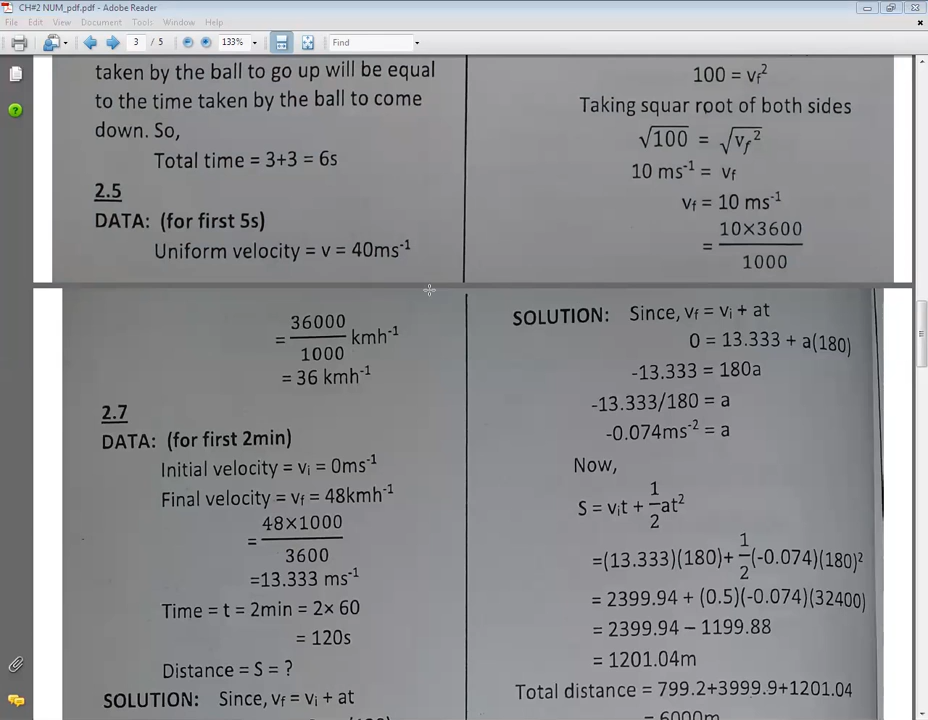 CH#2 NUM_pdf.pdf - Adobe Reader
File Edit View Document Tools Window Help
3 / 5 133% Find
taken by the ball to go up will be equal
to the time taken by the ball to come
down. So,
Total time = 3+3 = 6s
2.5
DATA: (for first 5s)
Uniform velocity = v = 40ms⁻¹
100 = vf²
Taking squar root of both sides
√100 = √vf²
10 ms⁻¹ = vf
vf = 10 ms⁻¹
= 10×3600
1000
= 36000 kmh⁻¹
1000
= 36 kmh⁻¹
2.7
DATA: (for first 2min)
Initial velocity = vi = 0ms⁻¹
Final velocity = vf = 48kmh⁻¹
= 48×1000
3600
=13.333 ms⁻¹
Time = t = 2min = 2× 60
= 120s
Distance = S = ?
SOLUTION: Since, vf = vi + at
SOLUTION: Since, vf = vi + at
0 = 13.333 + a(180)
-13.333 = 180a
-13.333/180 = a
-0.074ms⁻² = a
Now,
S = vit + 1/2 at²
=(13.333)(180)+ 1/2 (-0.074)(180)²
= 2399.94 + (0.5)(-0.074)(32400)
= 2399.94 – 1199.88
= 1201.04m
Total distance = 799.2+3999.9+1201.04
= 6000m